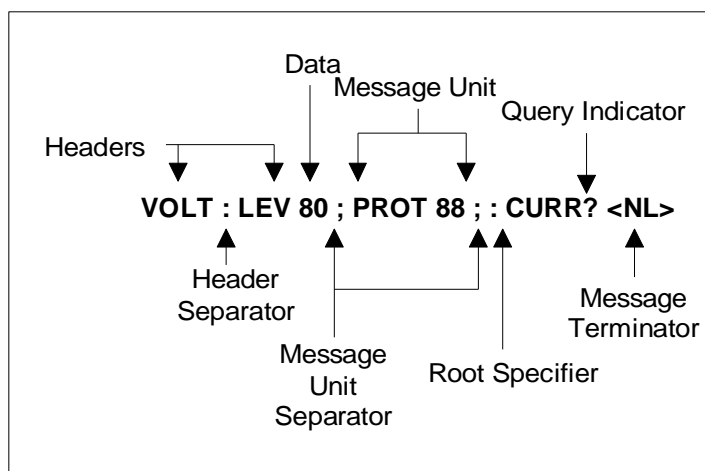 Data
Message Unit
Query Indicator
Headers
VOLT : LEV 80 ; PROT 88 ; : CURR? <NL>
Header
Separator
Message
Unit
Separator
Root Specifier
Message
Terminator